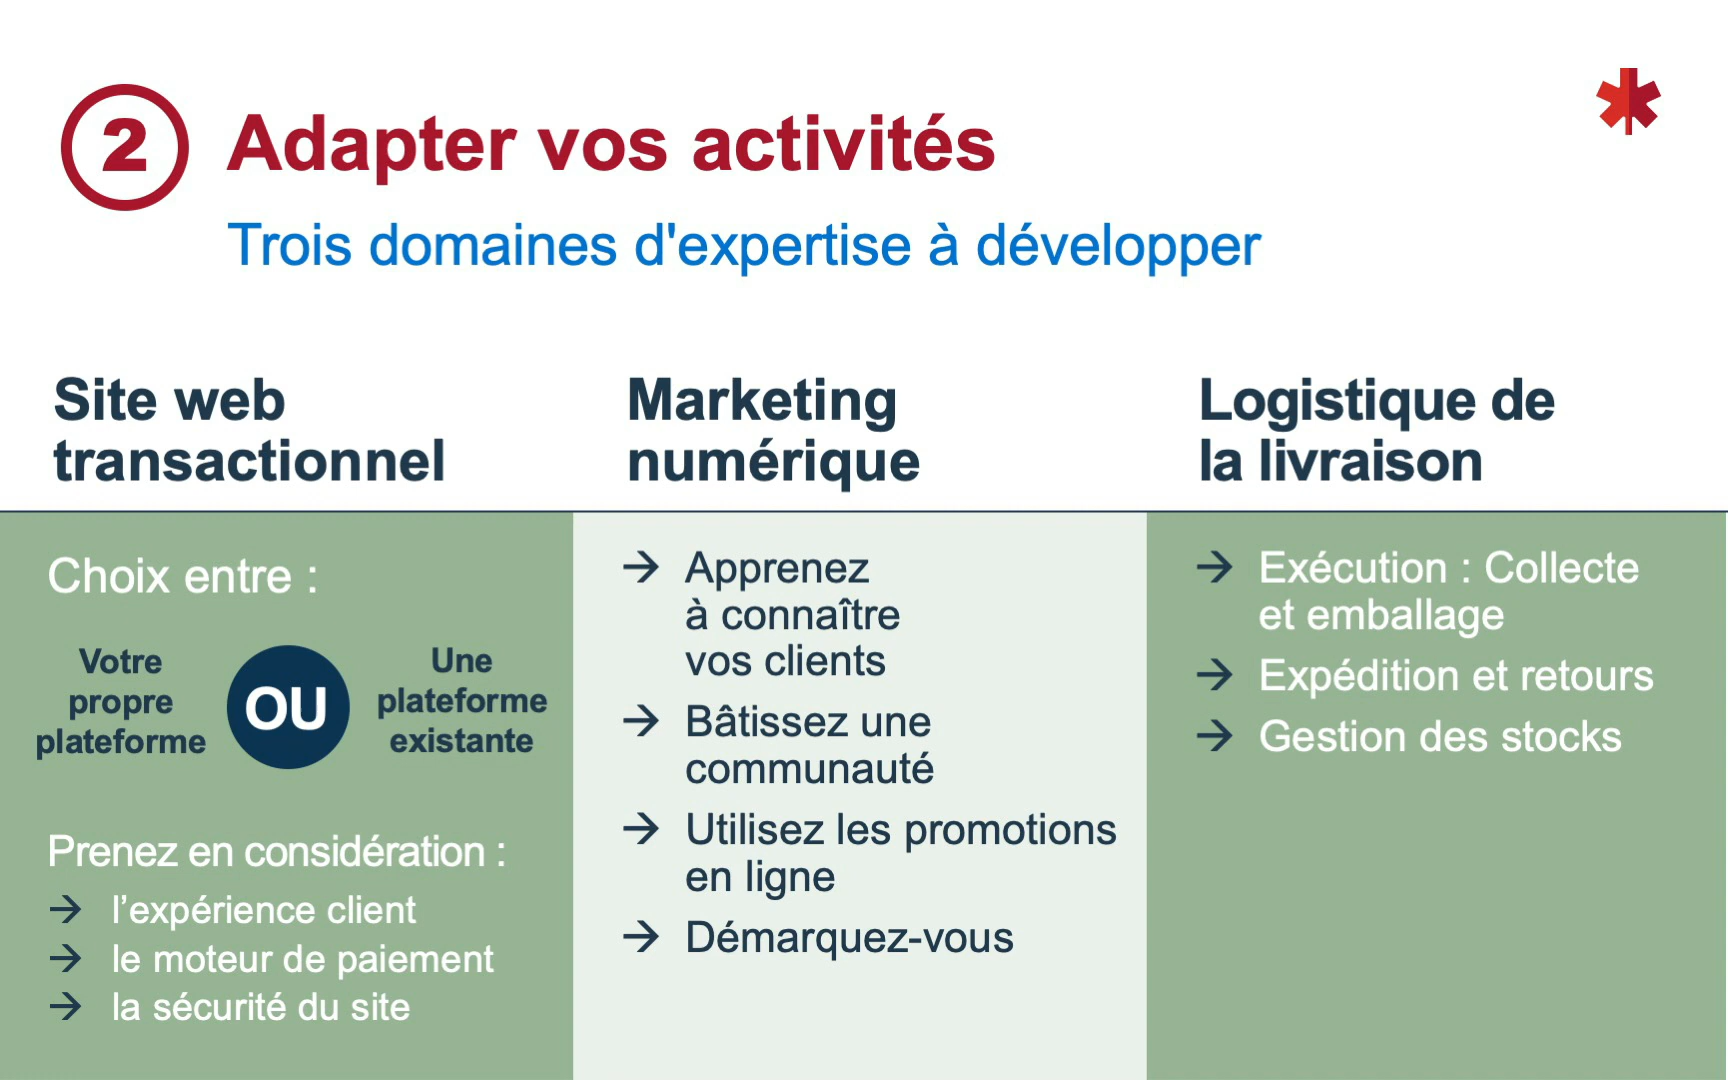 2
Adapter vos activités
Trois domaines d'expertise à développer
Site web
transactionnel
Choix entre :
Votre
propre
plateforme
OU
Une
plateforme
existante
Prenez en considération :
→ l’expérience client
→ le moteur de paiement
→ la sécurité du site
Marketing
numérique
→ Apprenez
à connaître
vos clients
→ Bâtissez une
communauté
→ Utilisez les promotions
en ligne
→ Démarquez-vous
Logistique de
la livraison
→ Exécution : Collecte
et emballage
→ Expédition et retours
→ Gestion des stocks